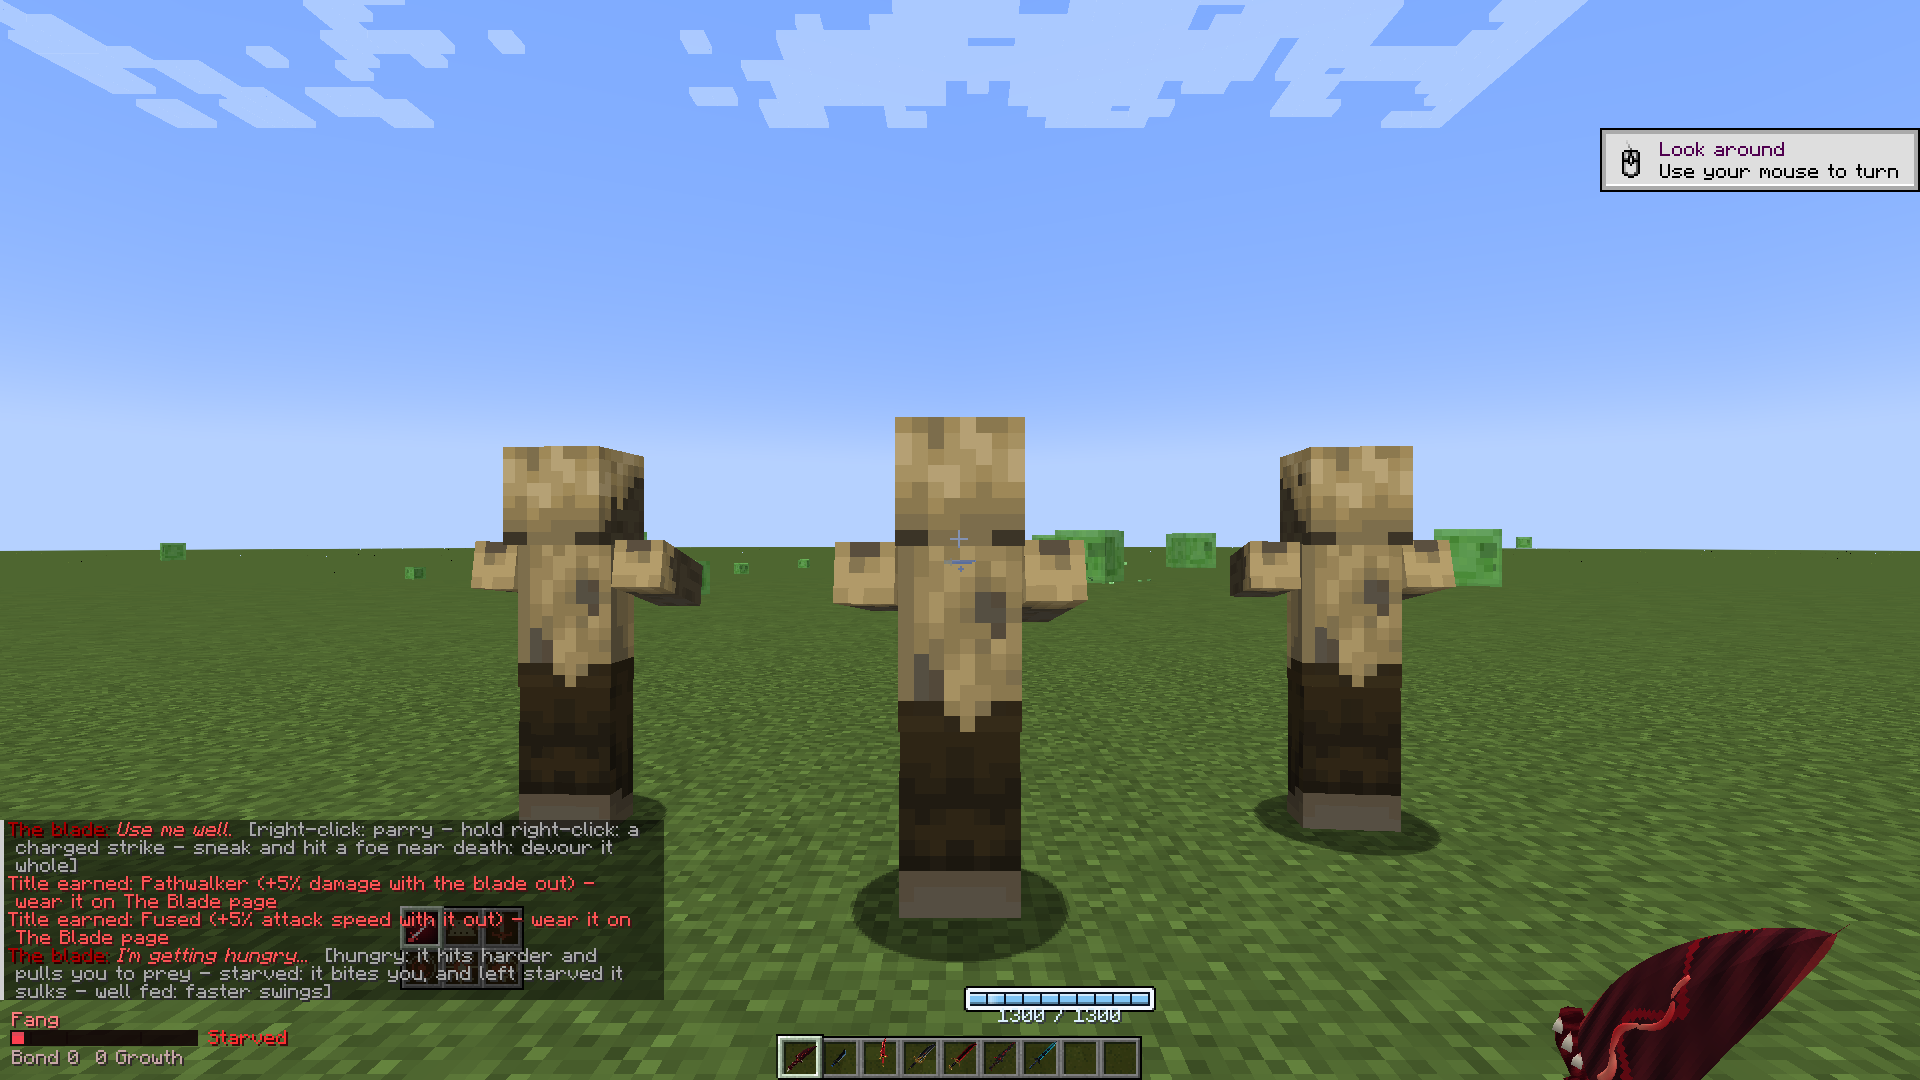 Look around
Use your mouse to turn
The blade: Use me well. [right-click: parry - hold right-click: a
charged strike - sneak and hit a foe near death: devour it
whole]
Title earned: Pathwalker (+5% damage with the blade out) -
wear it on The Blade page
Title earned: Fused (+5% attack speed with it out) - wear it on
The Blade page
The blade: I'm getting hungry... [hungry: it hits harder and
pulls you to prey - starved: it bites you, and left starved it
sulks - well fed: faster swings]
Fang
Starved
Bond 0 0 Growth
1300 / 1300